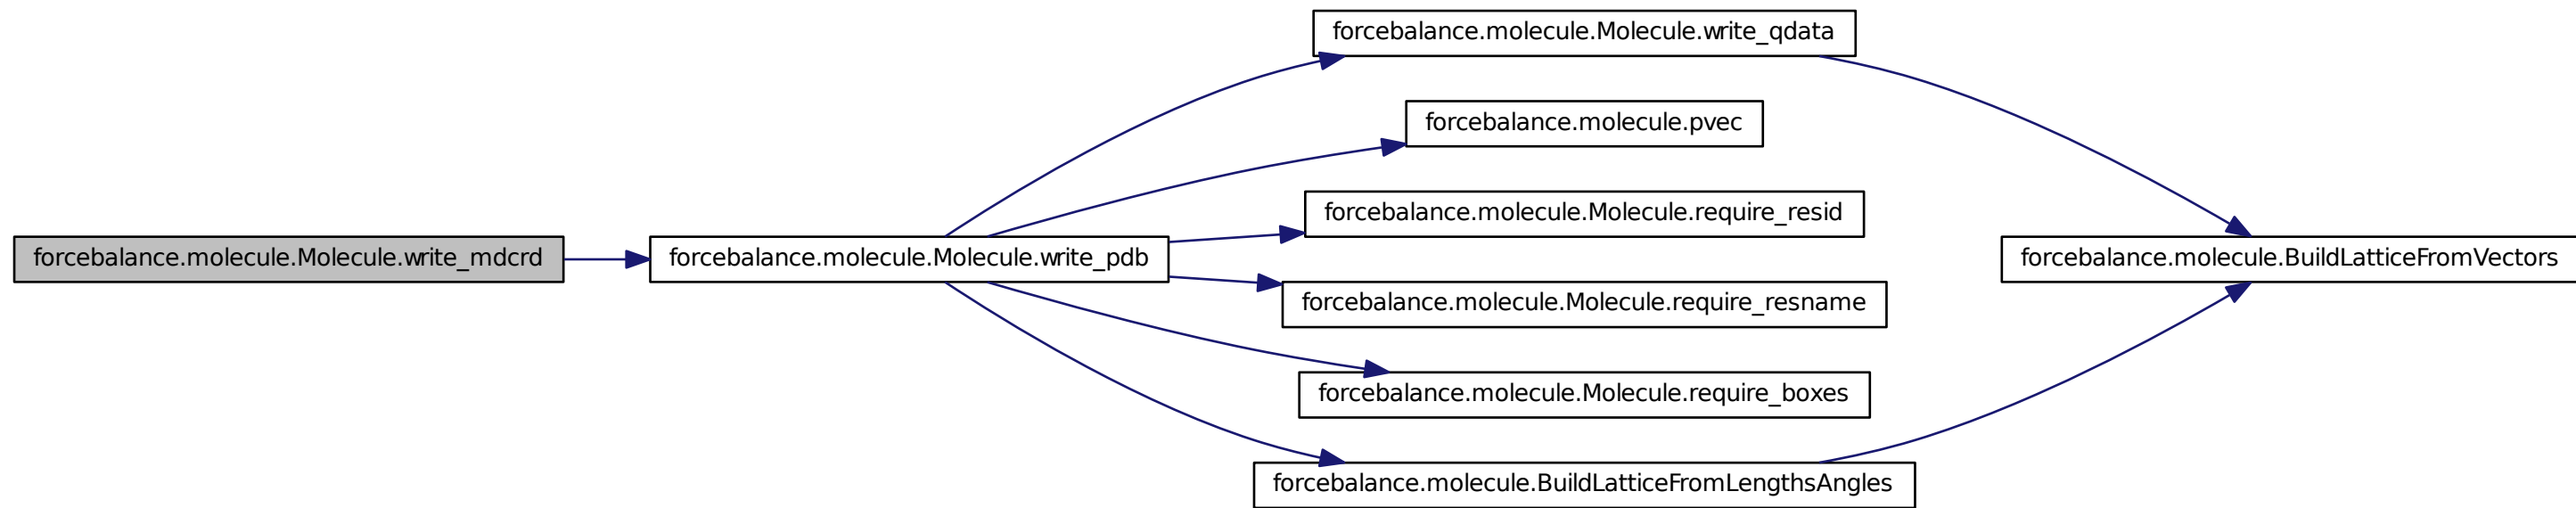 forcebalance.molecule.Molecule.write_mdcrd
forcebalance.molecule.Molecule.write_pdb
forcebalance.molecule.Molecule.write_qdata
forcebalance.molecule.pvec
forcebalance.molecule.Molecule.require_resid
forcebalance.molecule.Molecule.require_resname
forcebalance.molecule.Molecule.require_boxes
forcebalance.molecule.BuildLatticeFromLengthsAngles
forcebalance.molecule.BuildLatticeFromVectors